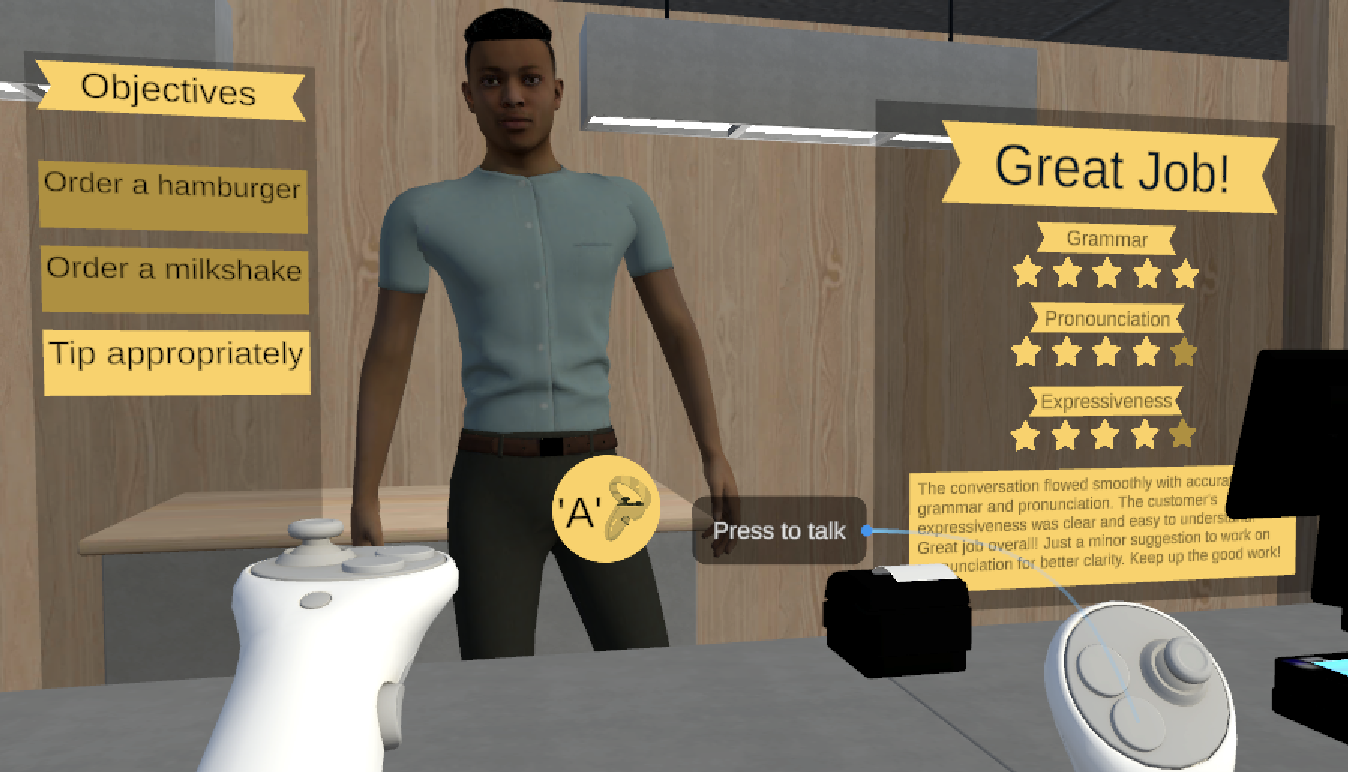 Objectives
Order a hamburger
Order a milkshake
Tip appropriately
'A'
Press to talk
Great Job!
Grammar
Pronounciation
Expressiveness
The conversation flowed smoothly with
grammar and pronunciation. The customer's
expressiveness was clear and easy to
Great job overall! Just a minor suggestion to work on
for better clarity. Keep up the good work!